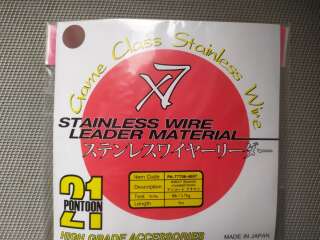 Game Class Stainless Wire
X7
STAINLESS WIRE
LEADER MATERIAL
ステンレスワイヤーリーダー
Item Code
Description
Test
Length
21
PONTOON
MADE IN JAPAN
HIGH GRADE ACCESSORIES